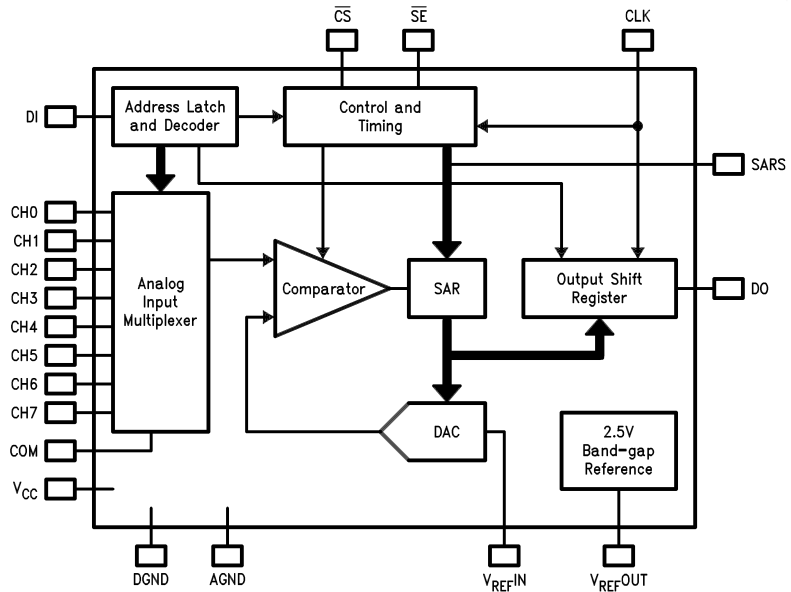 CS
SE
CLK
DI
Address Latch
and Decoder
Control and
Timing
SARS
CH0
CH1
CH2
CH3
CH4
CH5
CH6
CH7
COM
VCC
Analog
Input
Multiplexer
Comparator
SAR
Output Shift
Register
DO
DAC
2.5V
Band-gap
Reference
DGND
AGND
VREFIN
VREFOUT